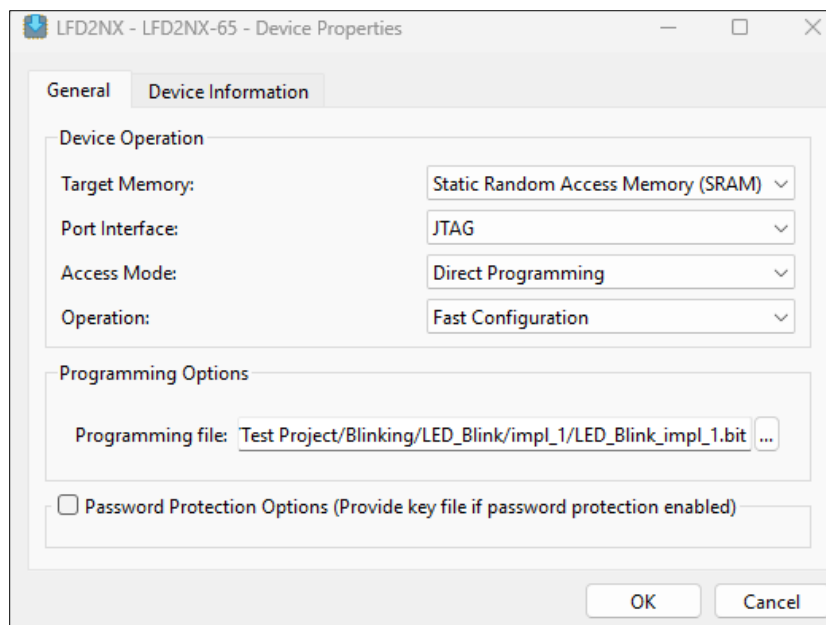 LFD2NX - LFD2NX-65 - Device Properties
General
Device Information
Device Operation
Target Memory:
Static Random Access Memory (SRAM)
Port Interface:
JTAG
Access Mode:
Direct Programming
Operation:
Fast Configuration
Programming Options
Programming file:
Test Project/Blinking/LED_Blink/impl_1/LED_Blink_impl_1.bit
...
Password Protection Options (Provide key file if password protection enabled)
OK
Cancel